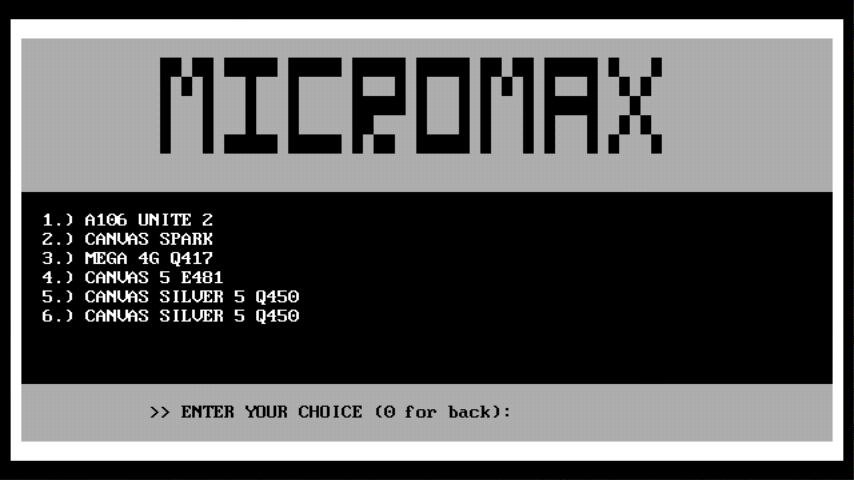 MICROMAX
1.) A106 UNITE 2
2.) CANVAS SPARK
3.) MEGA 4G Q417
4.) CANVAS 5 E481
5.) CANVAS SILVER 5 Q450
6.) CANVAS SILVER 5 Q450
>> ENTER YOUR CHOICE (0 for back):